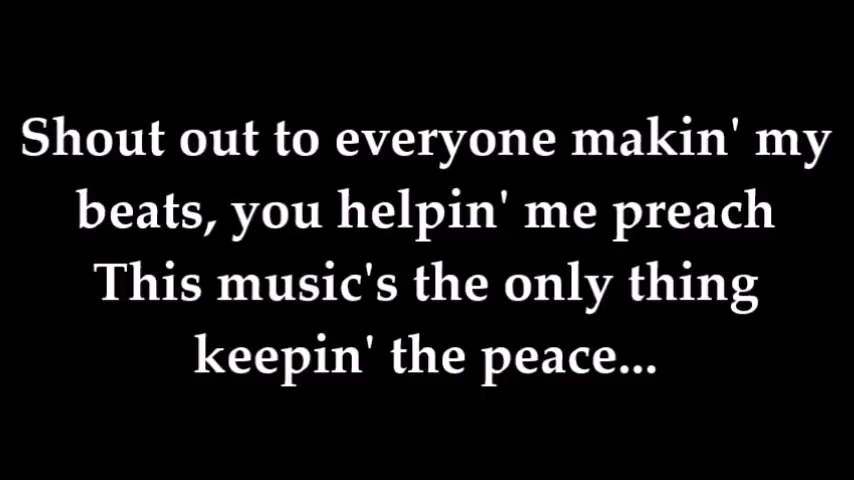 Shout out to everyone makin' my
beats, you helpin' me preach
This music's the only thing
keepin' the peace...